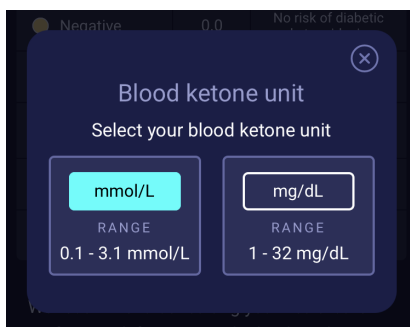 Negative
0.0
No risk of diabetic
Blood ketone unit
Select your blood ketone unit
mmol/L
mg/dL
RANGE
RANGE
0.1 - 3.1 mmol/L
1 - 32 mg/dL